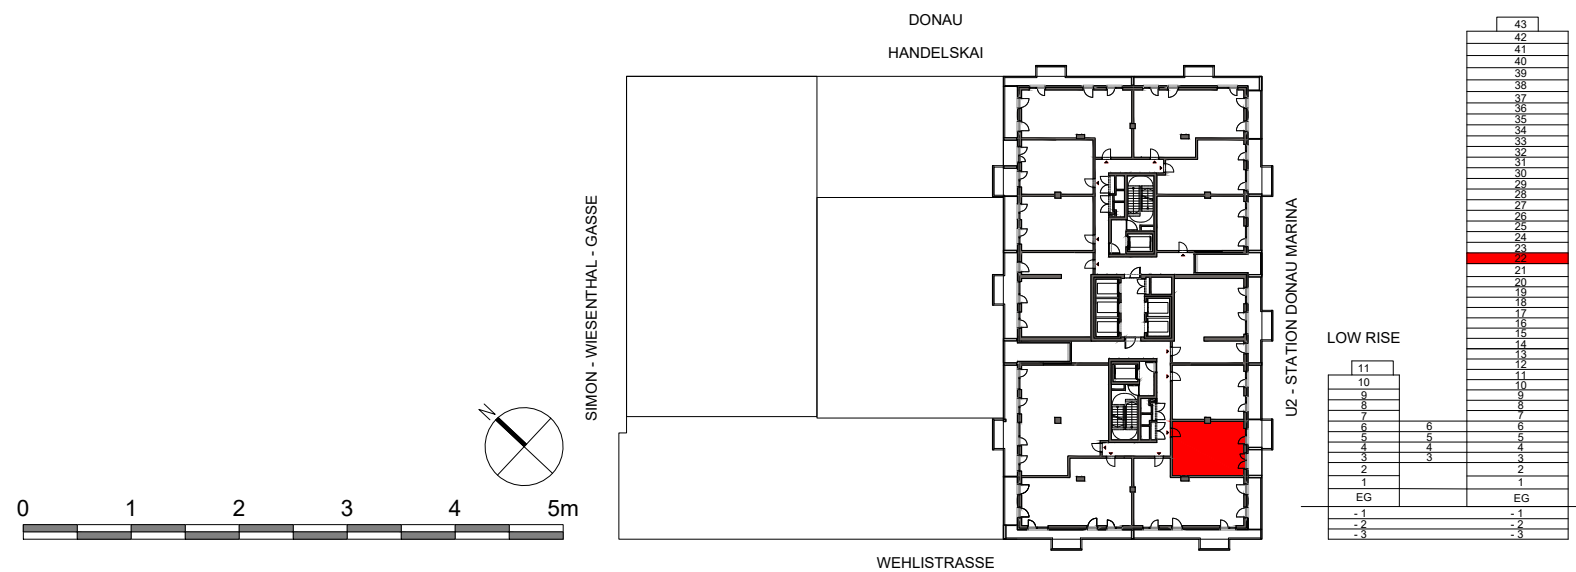 DONAU
HANDELSKAI
SIMON - WIESENTHAL - GASSE
U2 - STATION DONAU MARINA
WEHLISTRASSE
N
0 1 2 3 4 5m
LOW RISE
11
10
9
8
7
6 6 6
5 5 5
4 4 4
3 3 3
2 2
1 1
EG EG
- 1 - 1
- 2 - 2
- 3 - 3
43
42
41
40
39
38
37
36
35
34
33
32
31
30
29
28
27
26
25
24
23
22
21
20
19
18
17
16
15
14
13
12
11
10
9
8
7